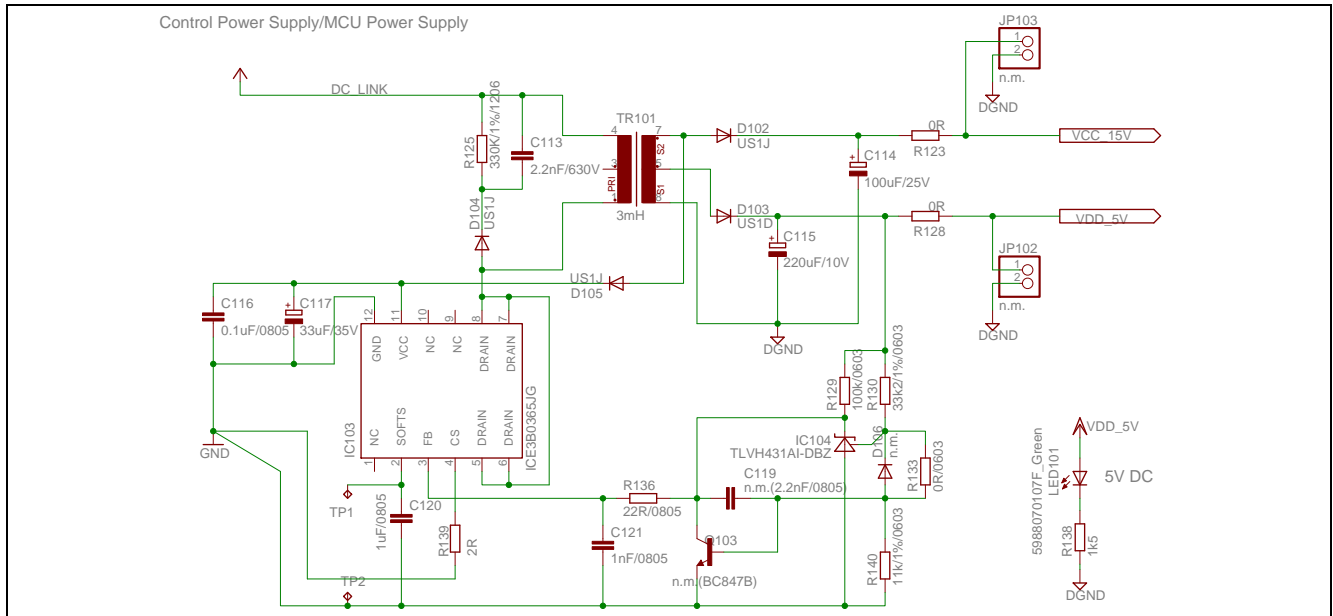 Control Power Supply/MCU Power Supply
JP103
1
2
n.m.
DGND
DC_LINK
R125
330K/1%/1206
C113
2.2nF/630V
TR101
4
3
1
PRI
7
5
8
S2
S1
3mH
D102
US1J
0R
R123
VCC_15V
C114
100uF/25V
D104
US1J
D103
US1D
0R
R128
VDD_5V
C115
220uF/10V
JP102
1
2
n.m.
DGND
US1J
D105
C116
0.1uF/0805
C117
33uF/35V
DGND
12
11
10
9
8
7
GND
VCC
NC
NC
DRAIN
DRAIN
IC103
ICE3B0365JG
NC
SOFTS
FB
CS
DRAIN
DRAIN
1
2
3
4
5
6
GND
R129
100k/0603
R130
33k2/1%/0603
IC104
TLVH431AI-DBZ
D106
n.m.
R133
0R/0603
C119
n.m.(2.2nF/0805)
R136
22R/0805
TP1
C120
1uF/0805
R139
2R
C121
1nF/0805
Q103
n.m.(BC847B)
R140
11k/1%/0603
TP2
VDD_5V
5988070107F_Green
LED101
5V DC
R138
1k5
DGND